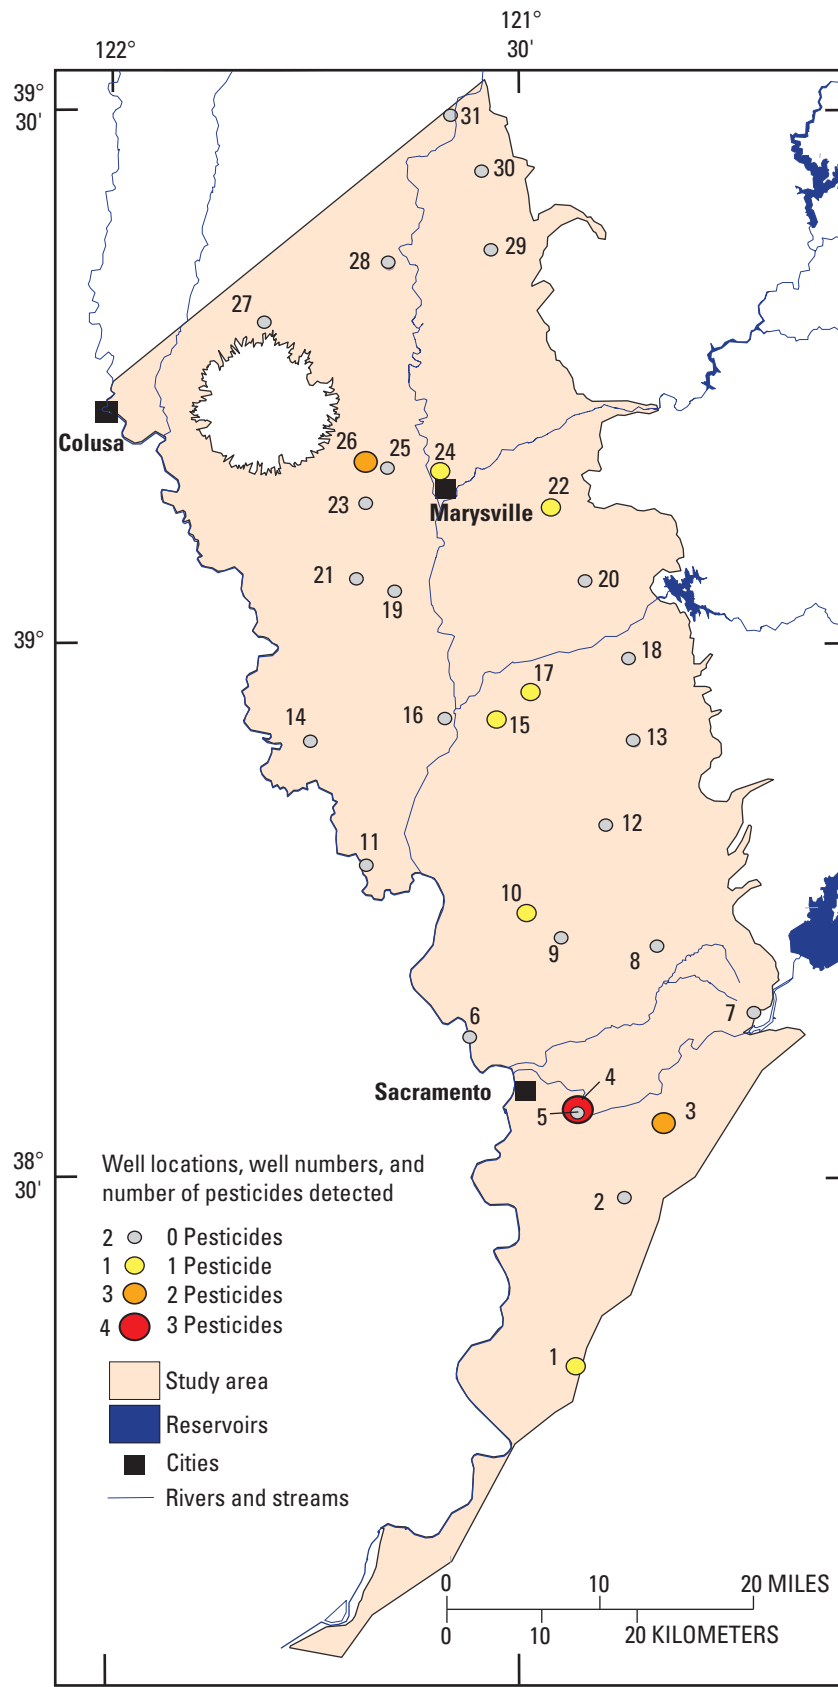 122°
121°
30'
39°
30'
31
30
29
28
27
Colusa
26
25
24
23
22
Marysville
21
20
19
39°
18
17
16
15
14
13
12
11
10
9
8
7
6
Sacramento
4
5
3
38°
30'
2
Well locations, well numbers, and
number of pesticides detected
2 0 Pesticides
1 1 Pesticide
3 2 Pesticides
4 3 Pesticides
1
Study area
Reservoirs
Cities
Rivers and streams
0 10 20 MILES
0 10 20 KILOMETERS